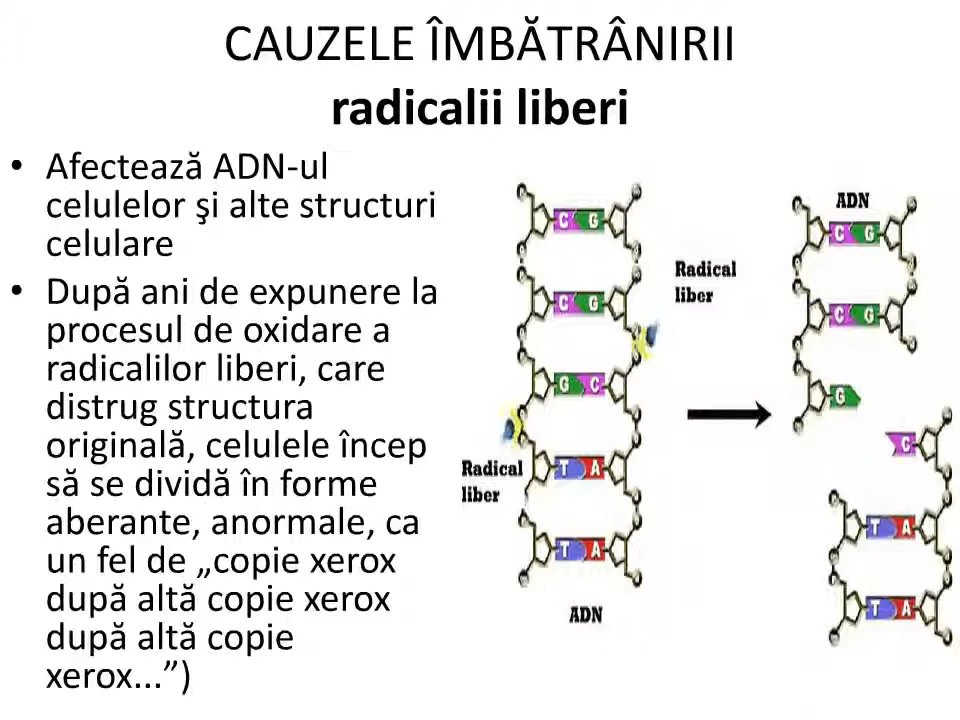 CAUZELE ÎMBĂTRÂNIRII
radicalii liberi
• Afectează ADN-ul
celulelor şi alte structuri
celulare
• După ani de expunere la
procesul de oxidare a
radicalilor liberi, care
distrug structura
originală, celulele încep
să se dividă în forme
aberante, anormale, ca
un fel de „copie xerox
după altă copie xerox
după altă copie
xerox...”)
C G
C G
G C
T A
T A
Radical
liber
Radical
liber
ADN
ADN
C G
C G
G
C
T A
T A